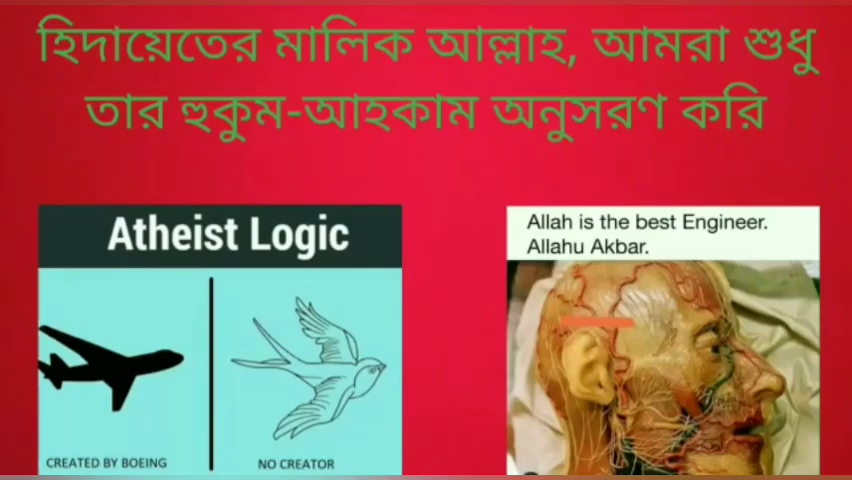 হিদায়েতের মালিক আল্লাহ, আমরা শুধু
তার হুকুম-আহকাম অনুসরণ করি
Atheist Logic
CREATED BY BOEING
NO CREATOR
Allah is the best Engineer.
Allahu Akbar.